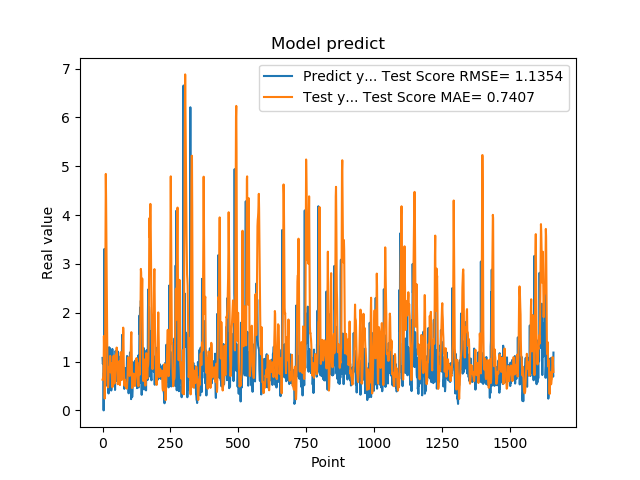 Model predict
Predict y... Test Score RMSE= 1.1354
Test y... Test Score MAE= 0.7407
7
6
5
4
3
2
1
0
Real value
0 250 500 750 1000 1250 1500
Point